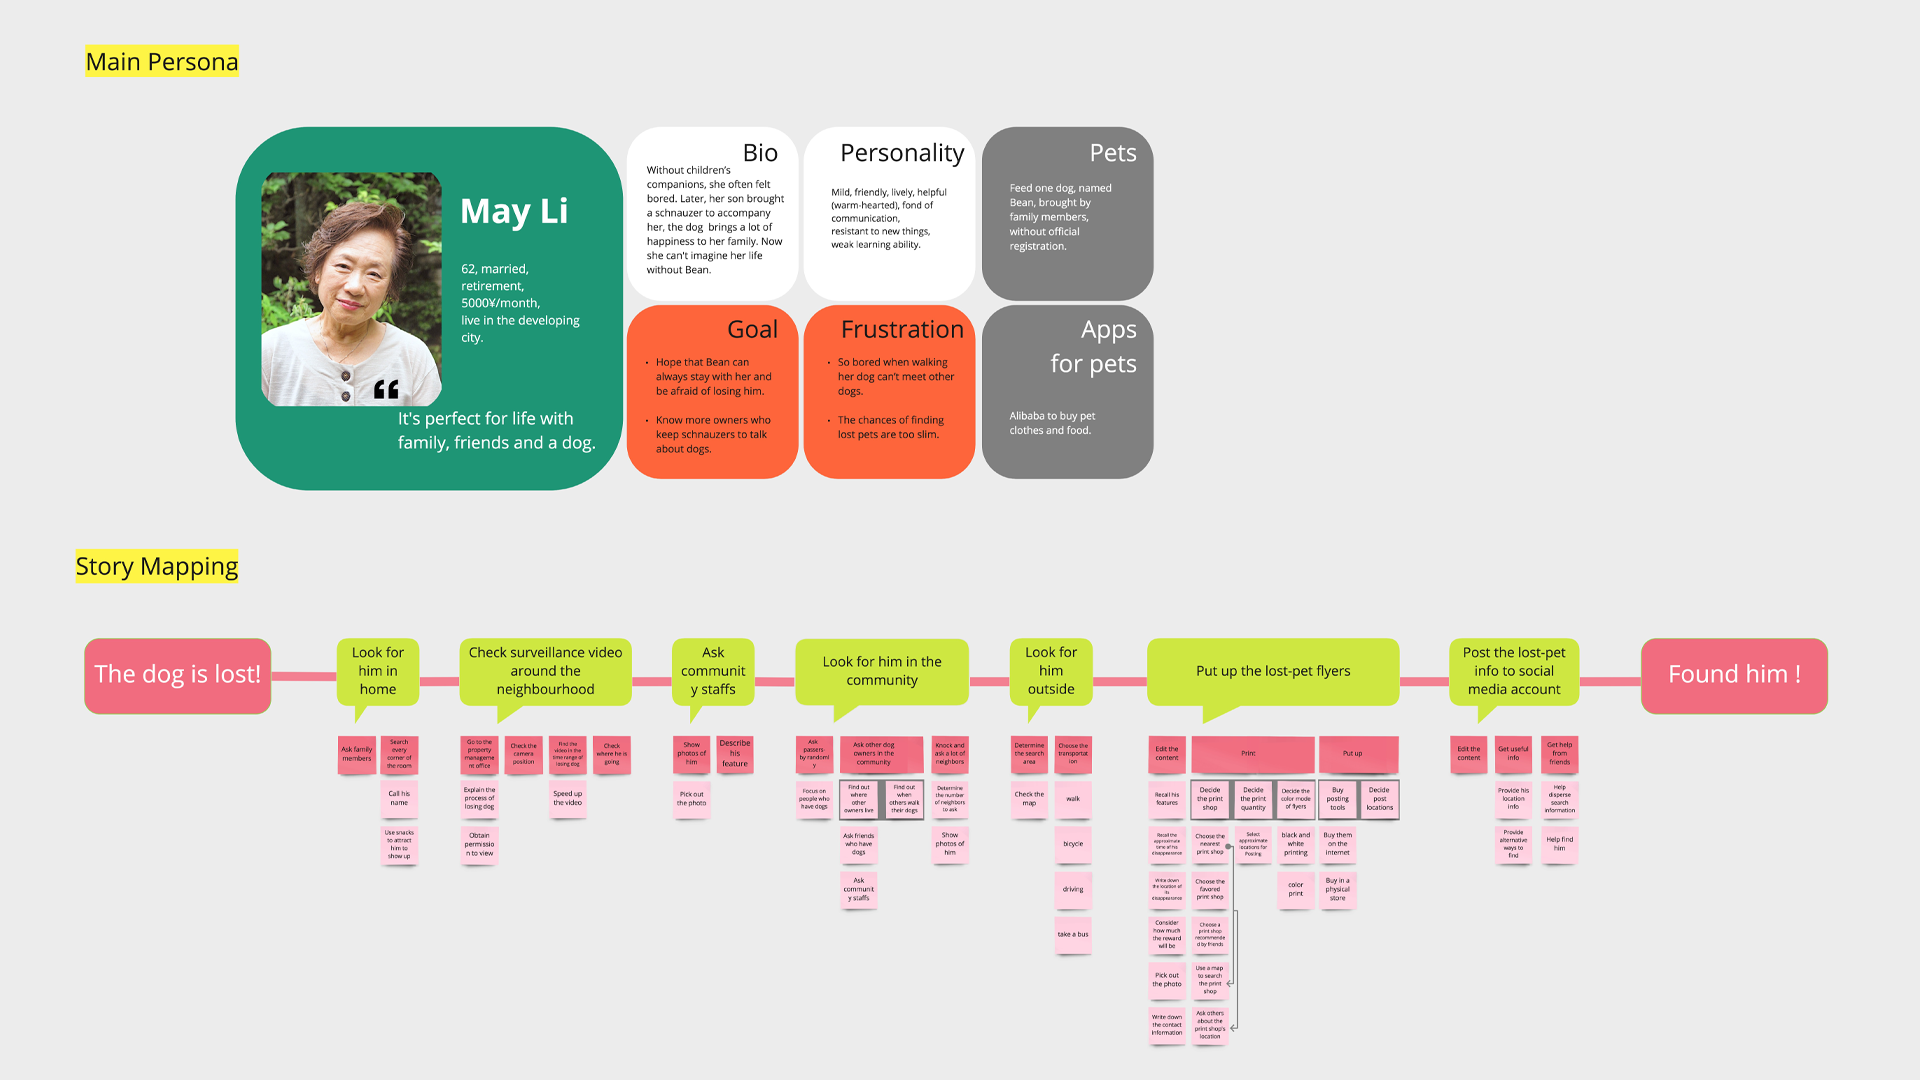 Main Persona
May Li
62, married,
retirement,
5000¥/month,
live in the developing
city.
“
It's perfect for life with
family, friends and a dog.
Bio
Without children’s
companions, she often felt
bored. Later, her son brought
a schnauzer to accompany
her, the dog brings a lot of
happiness to her family. Now
she can't imagine her life
without Bean.
Personality
Mild, friendly, lively, helpful
(warm-hearted), fond of
communication,
resistant to new things,
weak learning ability.
Pets
Feed one dog, named
Bean, brought by
family members,
without official
registration.
Goal
• Hope that Bean can
always stay with her and
be afraid of losing him.
• Know more owners who
keep schnauzers to talk
about dogs.
Frustration
• So bored when walking
her dog can’t meet other
dogs.
• The chances of finding
lost pets are too slim.
Apps
for pets
Alibaba to buy pet
clothes and food.
Story Mapping
The dog is lost!
Look for
him in
home
Ask family
members
Search
every
corner of
the room
Call his
name
Use snacks
to attract
him to
show up
Check surveillance video
around the
neighbourhood
Go to the
property
manageme
nt office
Explain the
process of
losing dog
Obtain
permissio
n to view
Check the
camera
position
Find the
video in the
time range of
losing dog
Speed up
the video
Check
where he is
going
Ask
communit
y staffs
Show
photos of
him
Pick out
the photo
Describe
his
feature
Look for him in the
community
Ask
passers-
by randoml
y
Focus on
people who
have dogs
Ask other dog
owners in the
community
Find out
where
other
owners live
Ask friends
who have
dogs
Ask
communit
y staffs
Find out
when
others walk
their dogs
Knock and
ask a lot of
neighbors
Determine
the number
of neighbors
to ask
Show
photos of
him
Look for
him
outside
Determine
the search
area
Check the
map
Choose the
transportat
ion
walk
bicycle
driving
take a bus
Put up the lost-pet flyers
Edit the
content
Recall his
features
Recall the
approximate
time of his
disappearance
Write down
the location of
its
disappearance
Consider
how much
the reward
will be
Pick out
the photo
Write down
the contact
information
Print
Decide
the print
shop
Choose the
nearest
print shop
Choose the
favored
print shop
Choose a
print shop
recommende
d by friends
Use a map
to search
the print
shop
Ask others
about the
print shop's
location
Decide
the print
quantity
Select
approximate
locations for
Posting
Decide the
color mode
of flyers
black and
white
printing
color
print
Put up
Buy
posting
tools
Buy them
on the
internet
Buy in a
physical
store
Decide
post
locations
Post the lost-pet
info to social
media account
Edit the
content
Get useful
info
Provide his
location
info
Provide
alternative
ways to
find
Get help
from
friends
Help
disperse
search
information
Help find
him
Found him !